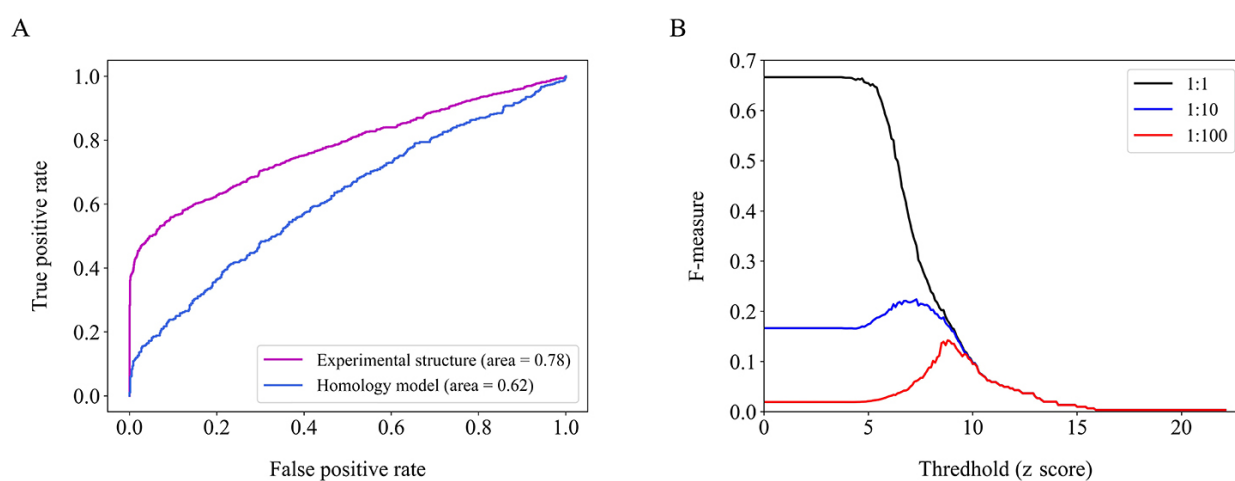 A
1.0
0.8
0.6
0.4
0.2
0.0
True positive rate
0.0 0.2 0.4 0.6 0.8 1.0
False positive rate
Experimental structure (area = 0.78)
Homology model (area = 0.62)
B
0.7
0.6
0.5
0.4
0.3
0.2
0.1
0.0
F-measure
0 5 10 15 20
Thredhold (z score)
1:1
1:10
1:100